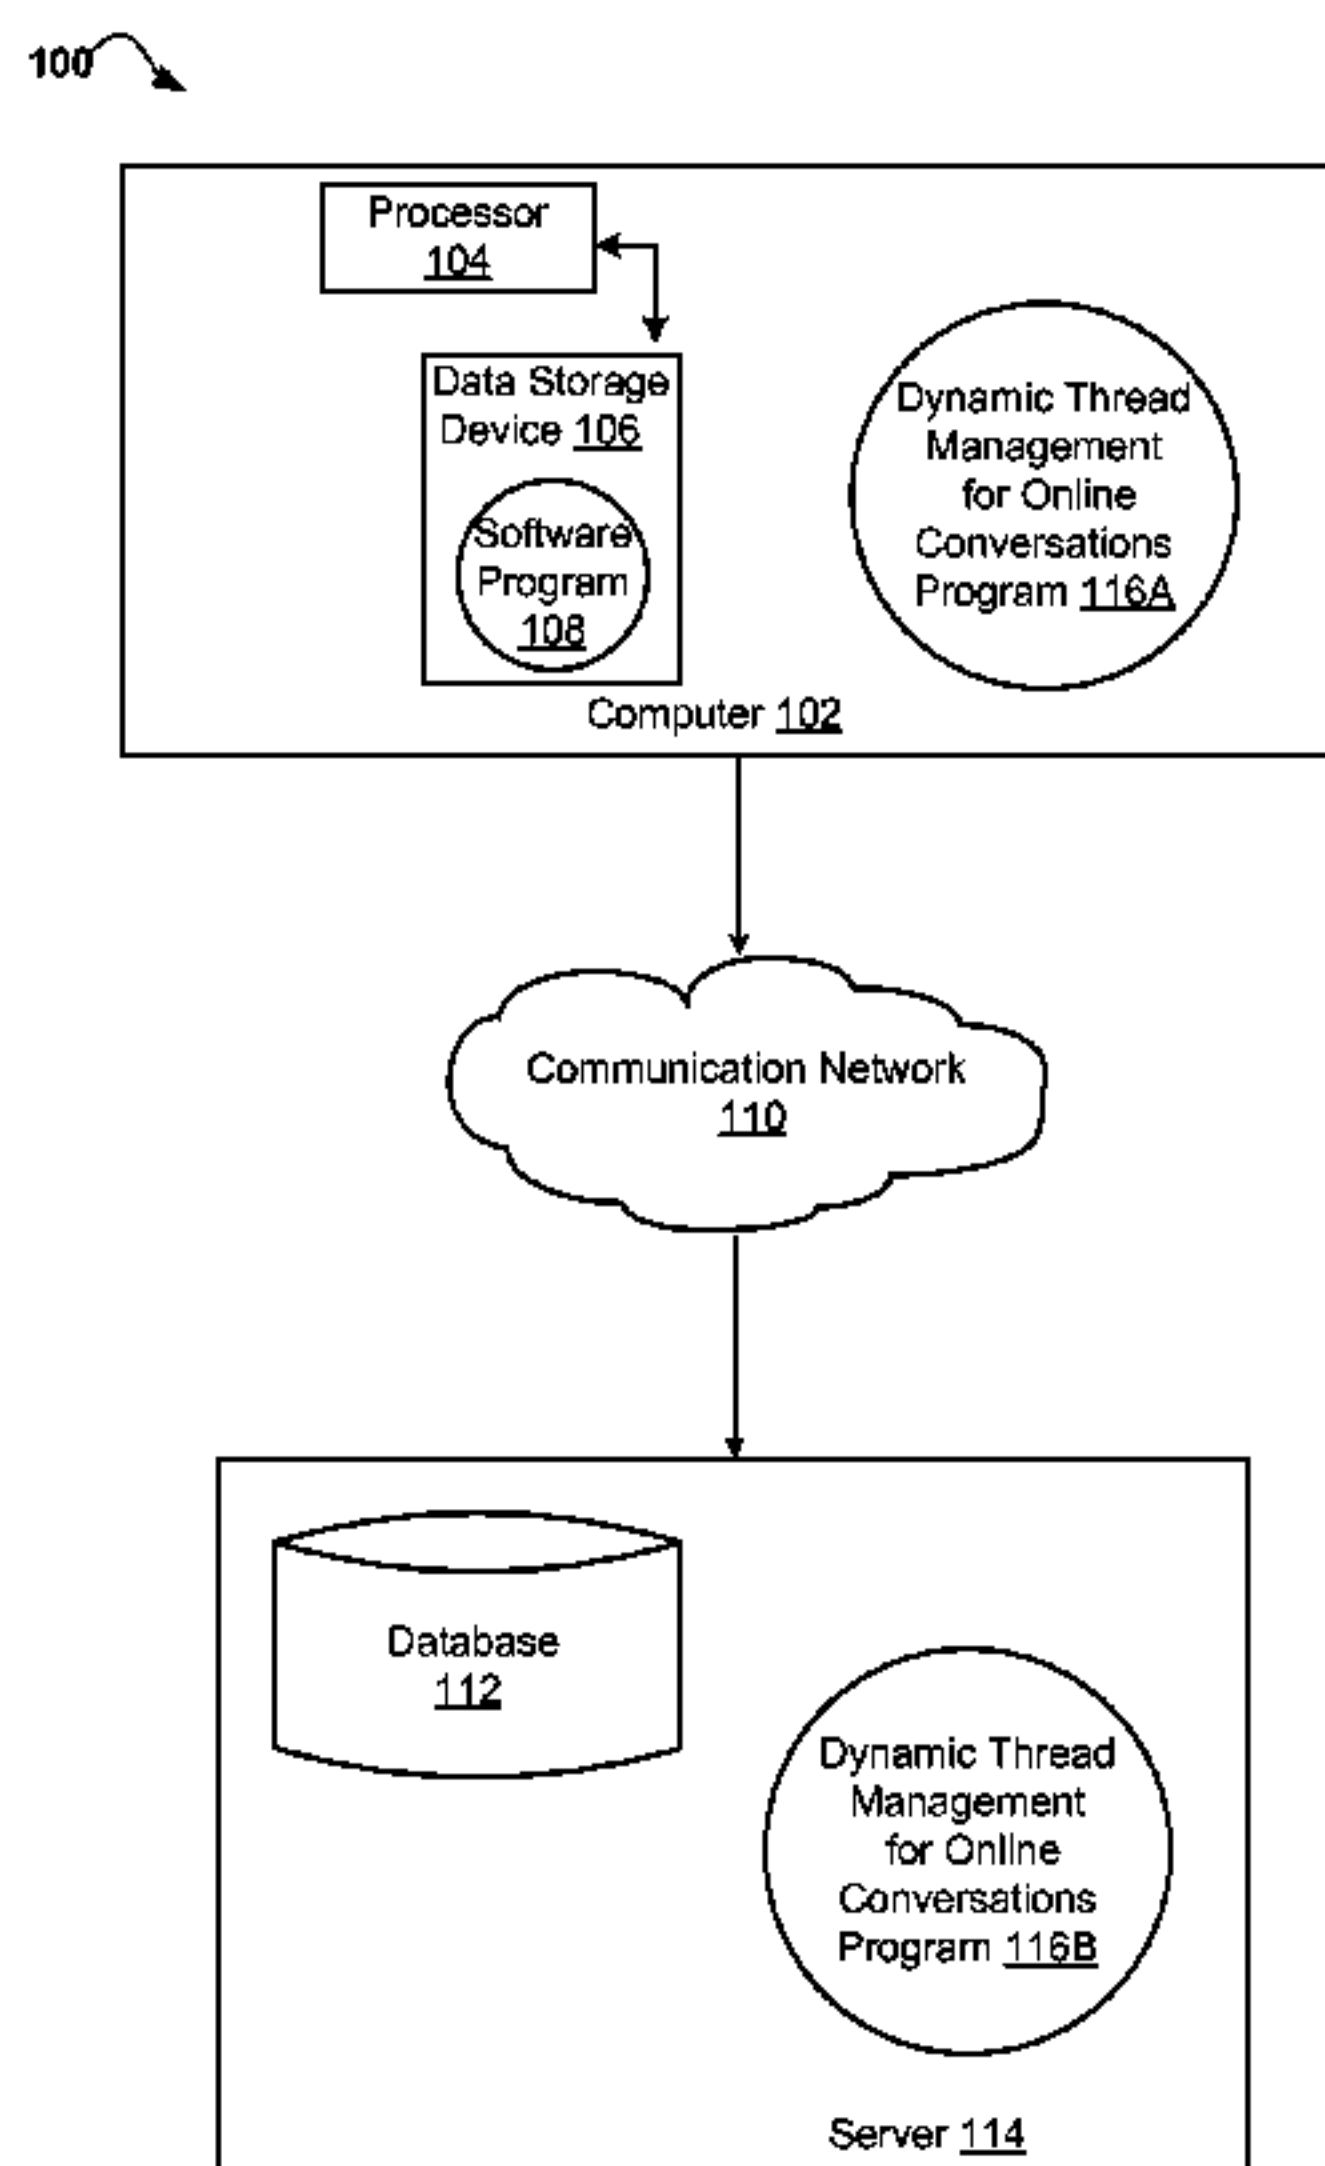 100
Processor
104
Data Storage
Device 106
Software
Program
108
Dynamic Thread
Management
for Online
Conversations
Program 116A
Computer 102
Communication Network
110
Database
112
Dynamic Thread
Management
for Online
Conversations
Program 116B
Server 114